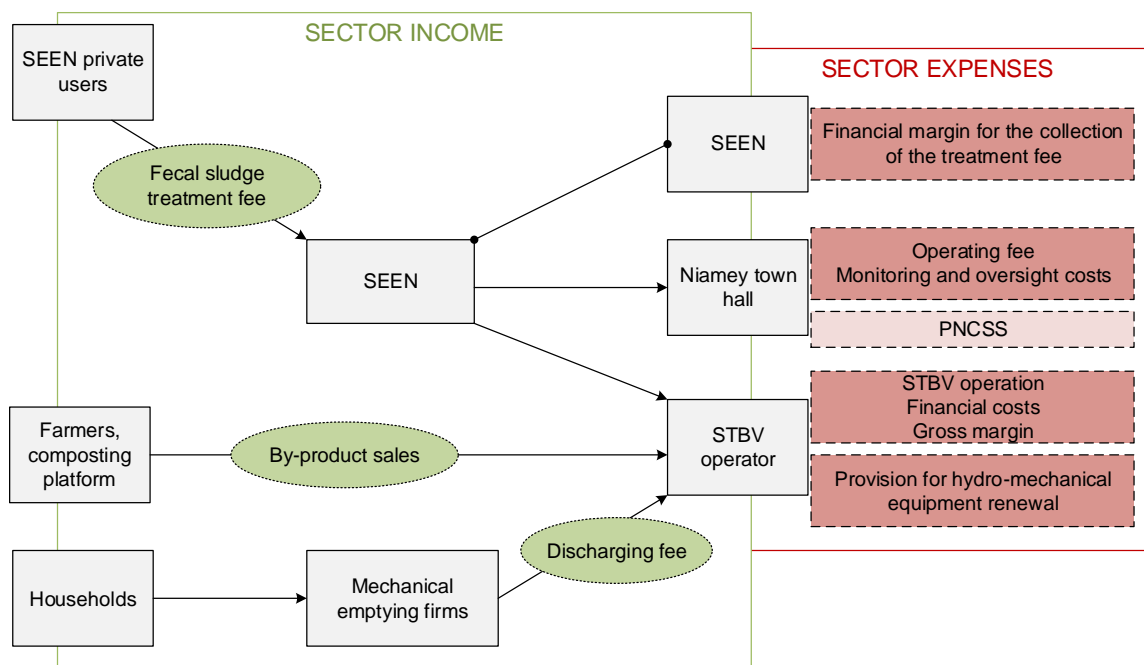 SECTOR INCOME
SECTOR EXPENSES
SEEN private
users
Fecal sludge
treatment fee
SEEN
SEEN
Financial margin for the collection
of the treatment fee
Niamey town
hall
Operating fee
Monitoring and oversight costs
PNCSS
Farmers,
composting
platform
By-product sales
STBV
operator
STBV operation
Financial costs
Gross margin
Provision for hydro-mechanical
equipment renewal
Discharging fee
Households
Mechanical
emptying firms